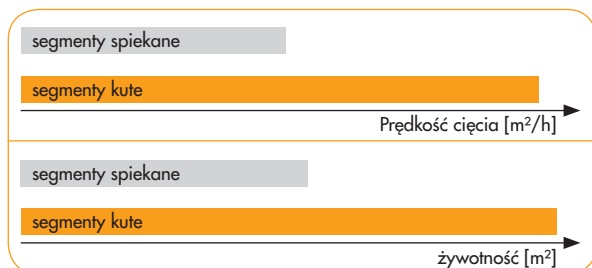 segmenty spiekane
segmenty kute
Prędkość cięcia [m²/h]
segmenty spiekane
segmenty kute
żywotność [m²]